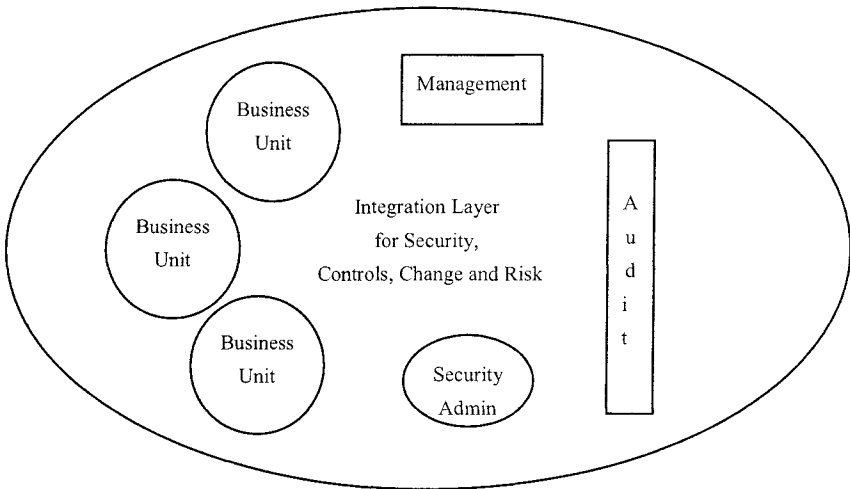 Management
Business
Unit
Business
Unit
Business
Unit
Integration Layer
for Security,
Controls, Change and Risk
Security
Admin
A
u
d
i
t